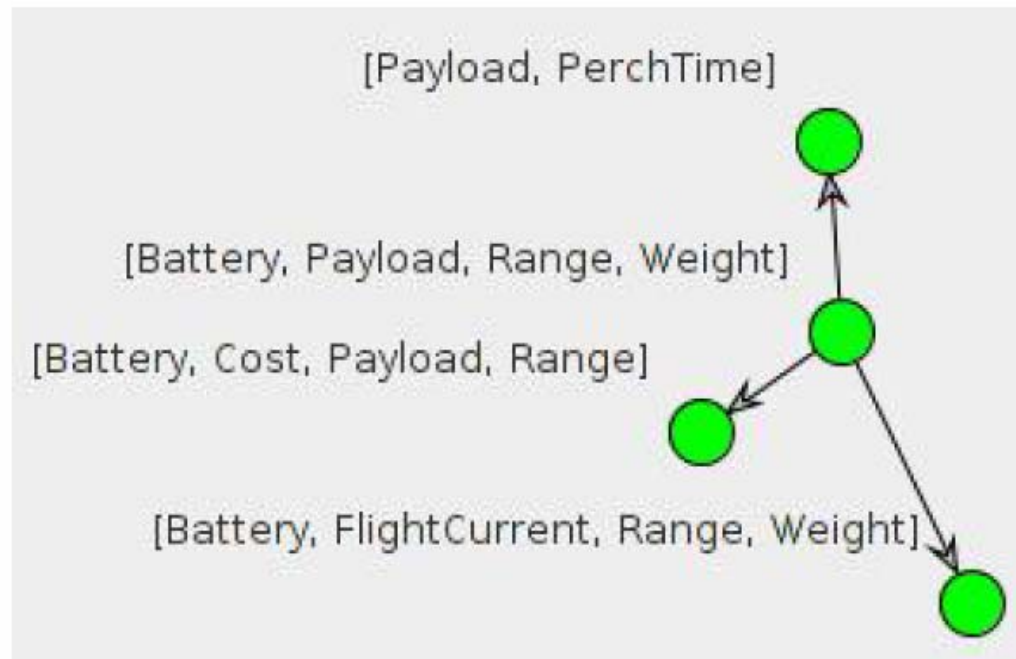 [Payload, PerchTime]
[Battery, Payload, Range, Weight]
[Battery, Cost, Payload, Range]
[Battery, FlightCurrent, Range, Weight]